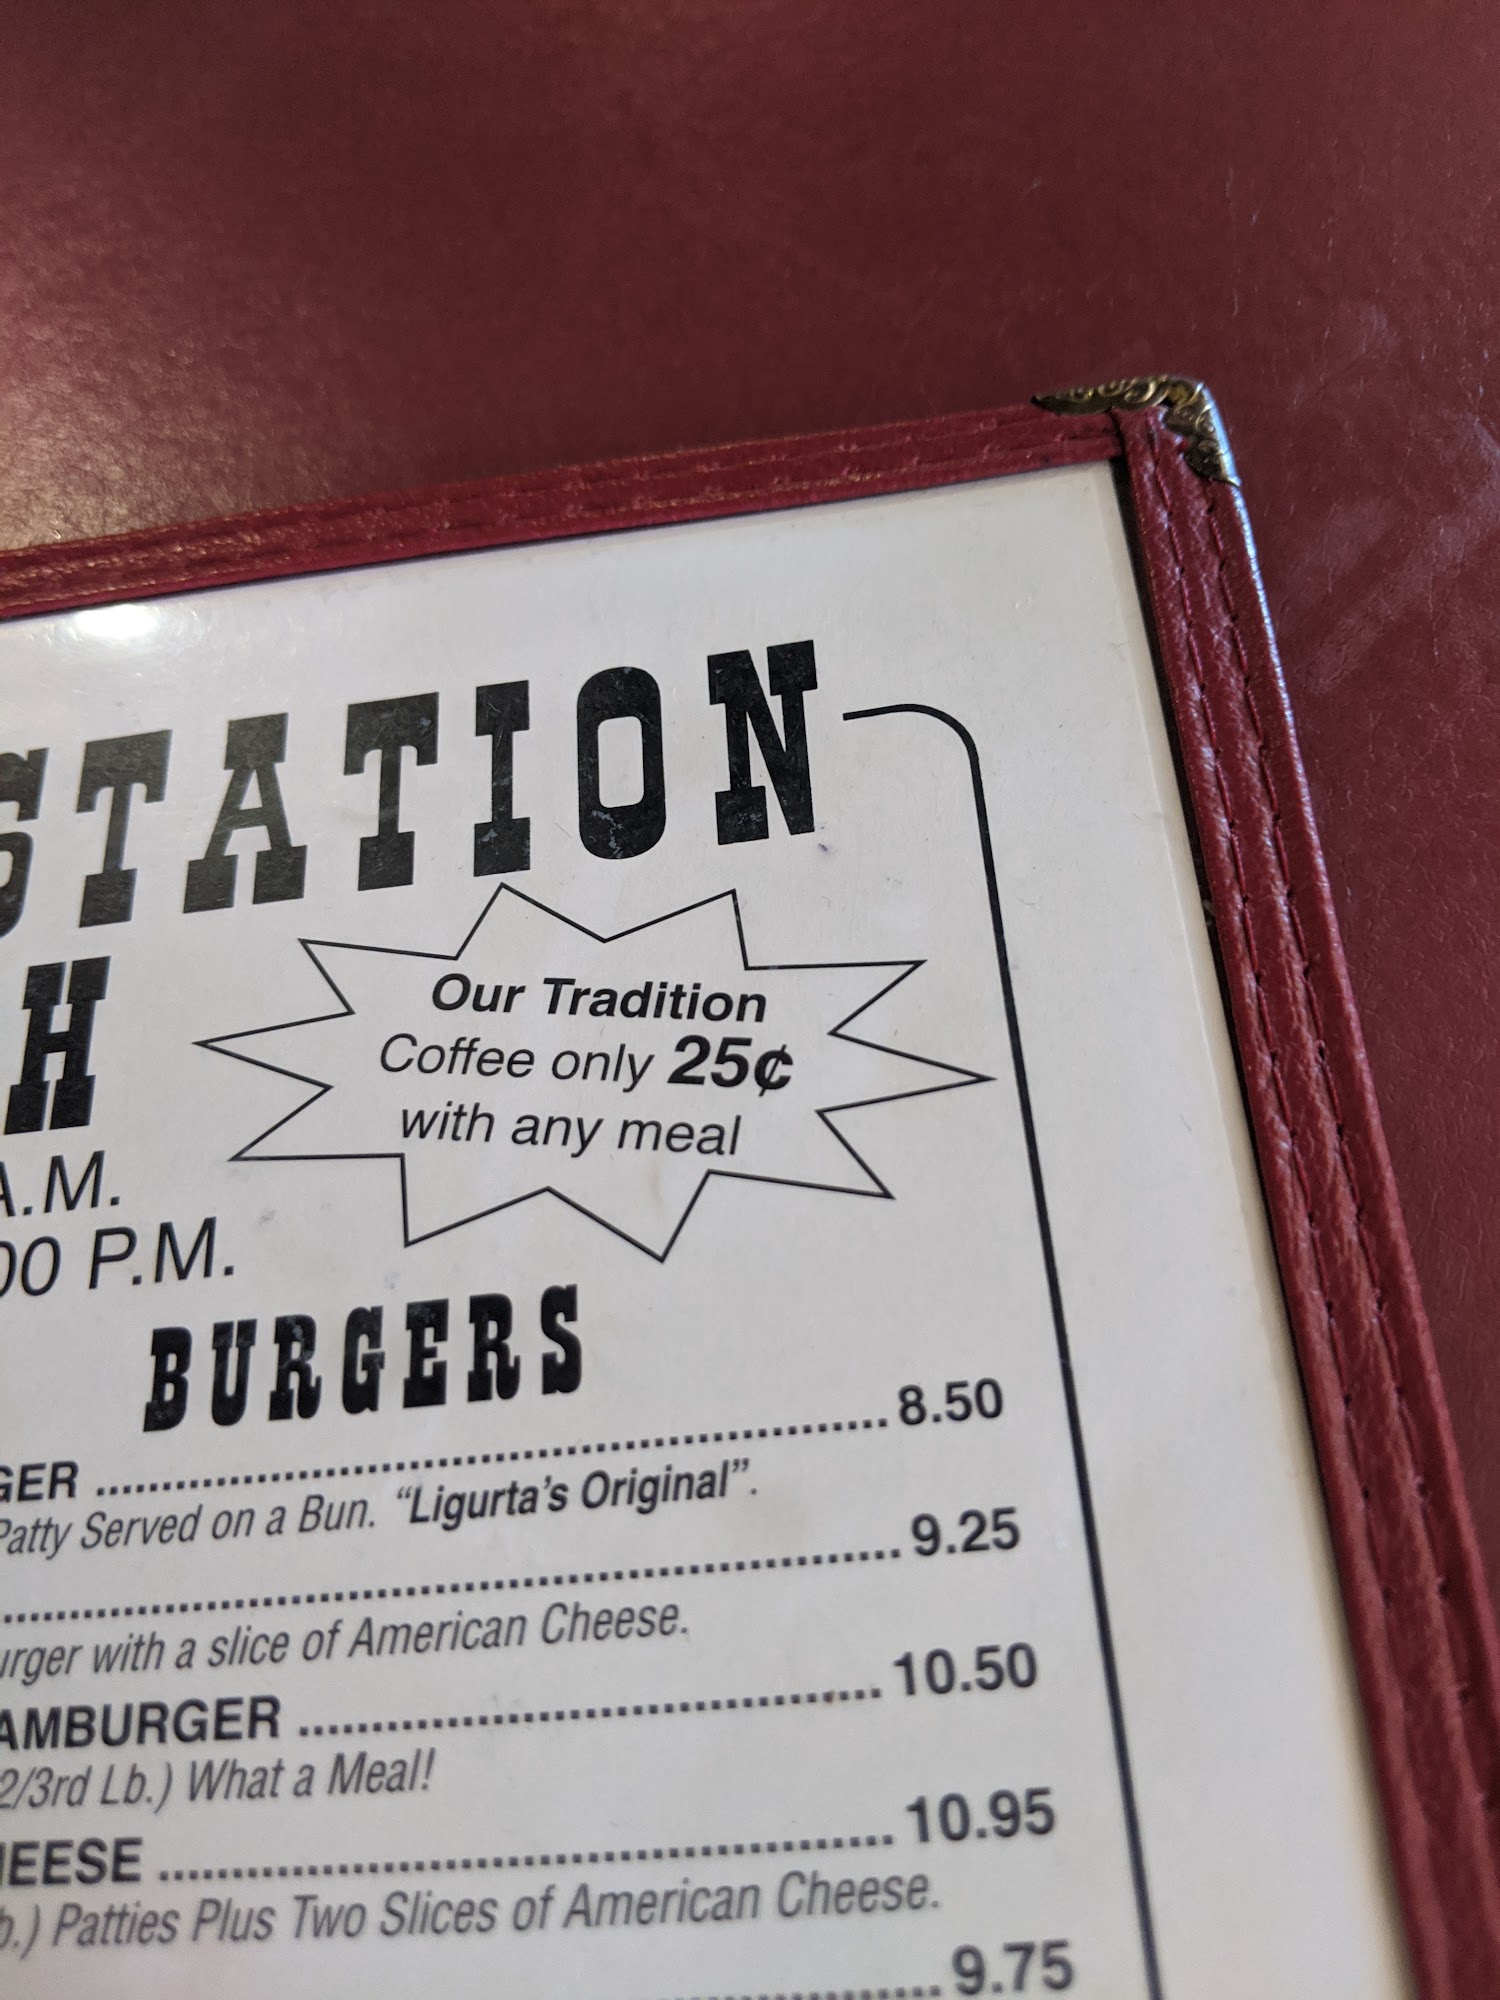 STATION
H
Our Tradition
Coffee only 25¢
with any meal
A.M.
00 P.M.
BURGERS
GER ........................................................ 8.50
Patty Served on a Bun. “Ligurta’s Original”.
........................................................ 9.25
urger with a slice of American Cheese.
AMBURGER ........................................ 10.50
2/3rd Lb.) What a Meal!
HEESE .................................................. 10.95
b.) Patties Plus Two Slices of American Cheese.
.................... 9.75